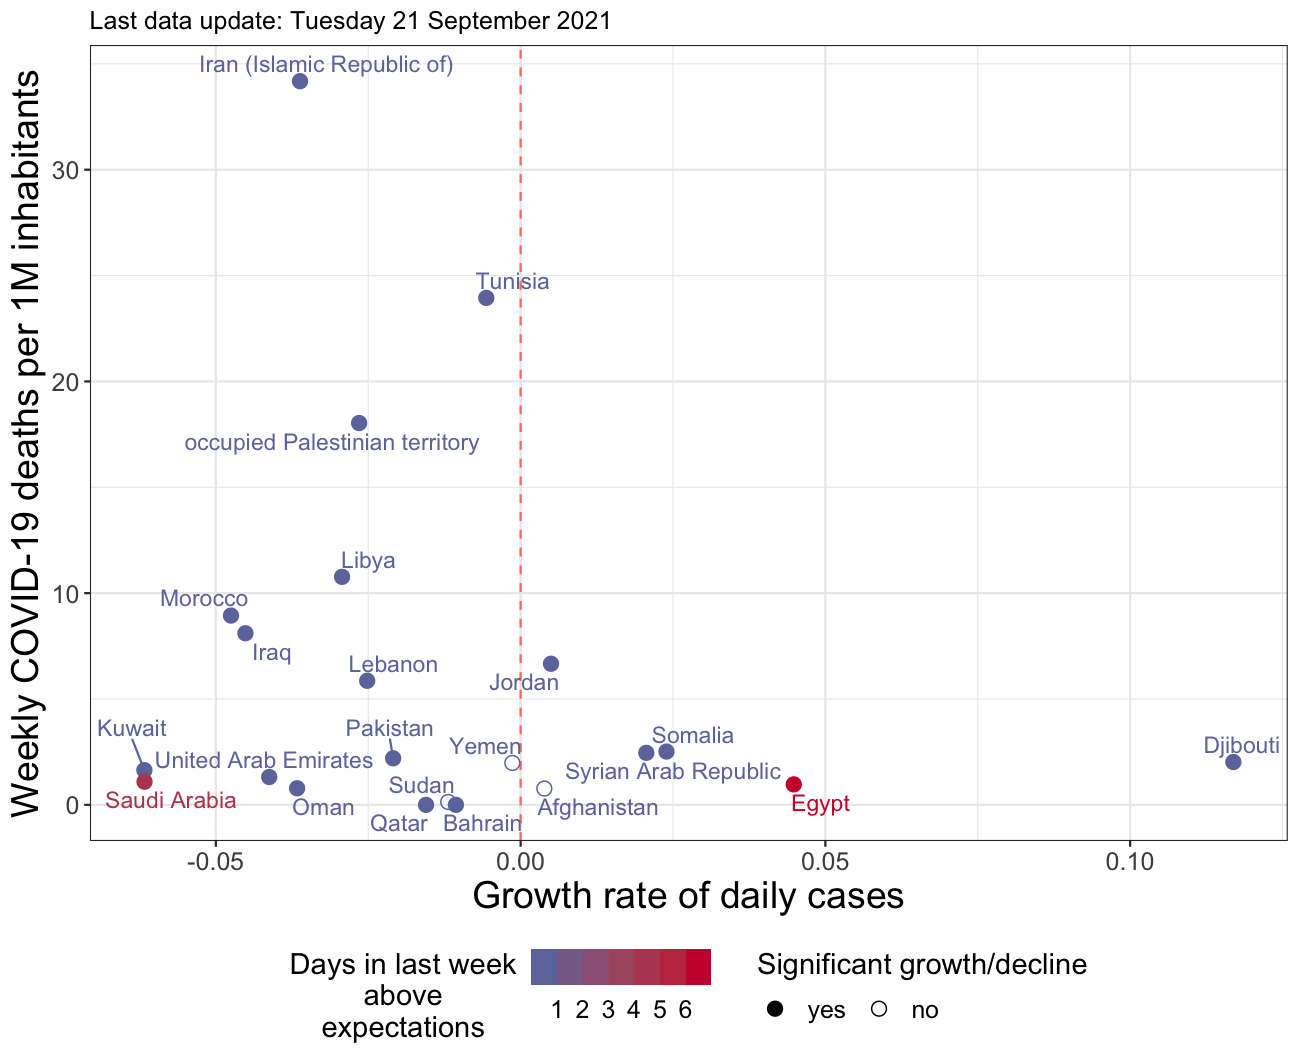 Last data update: Tuesday 21 September 2021
Weekly COVID-19 deaths per 1M inhabitants
30
20
10
0
Iran (Islamic Republic of)
Tunisia
occupied Palestinian territory
Libya
Morocco
Iraq
Lebanon
Jordan
Kuwait
Pakistan
Yemen
Somalia
Djibouti
United Arab Emirates
Syrian Arab Republic
Sudan
Saudi Arabia
Oman
Afghanistan
Egypt
Qatar
Bahrain
-0.05 0.00 0.05 0.10
Growth rate of daily cases
Days in last week
above
expectations
1 2 3 4 5 6
Significant growth/decline
yes no